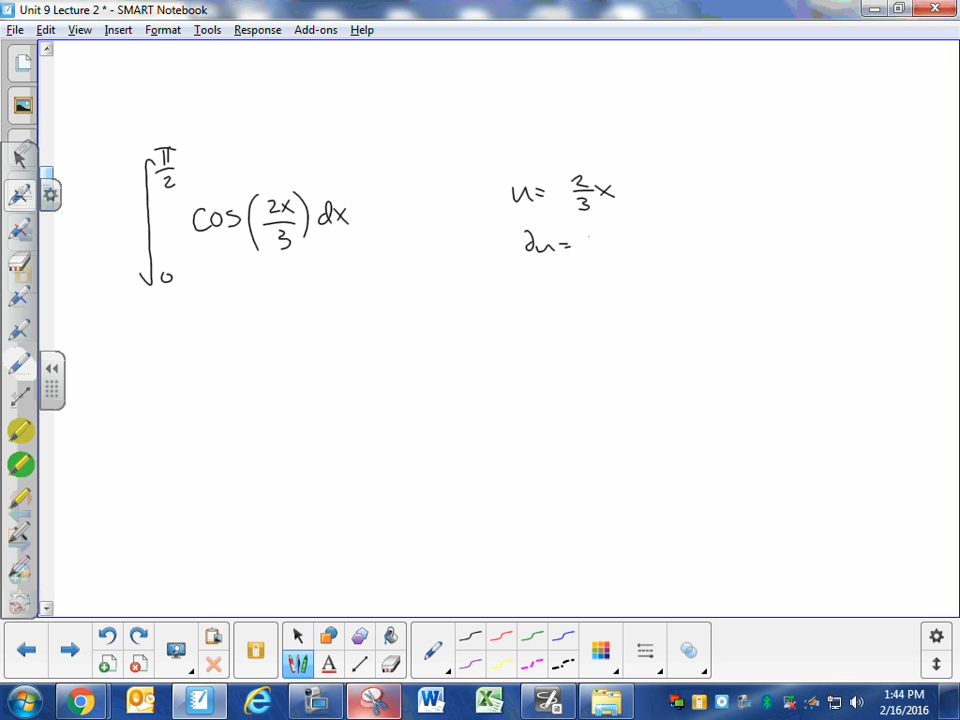 Unit 9 Lecture 2 * - SMART Notebook
File Edit View Insert Format Tools Response Add-ons Help
∫₀^(π/2) cos(2x/3) dx
u = 2/3 x
du =
1:44 PM
2/16/2016